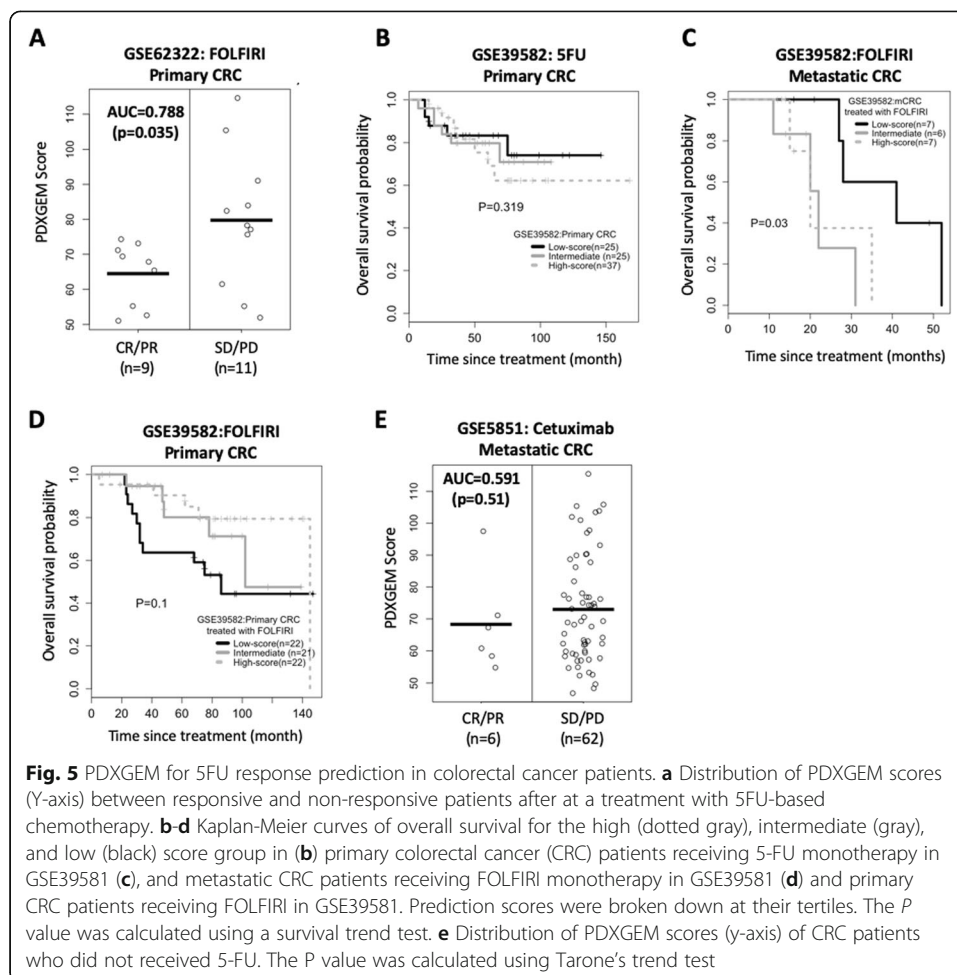 A
GSE62322: FOLFIRI
Primary CRC
AUC=0.788
(p=0.035)
PDXGEM Score
110
100
90
80
70
60
50
CR/PR
(n=9)
SD/PD
(n=11)
B
GSE39582: 5FU
Primary CRC
Overall survival probability
1.0
0.8
0.6
0.4
0.2
0.0
P=0.319
GSE39582:Primary CRC
Low-score(n=25)
Intermediate(n=25)
High-score(n=37)
0 50 100 150
Time since treatment (month)
C
GSE39582:FOLFIRI
Metastatic CRC
Overall survival probability
1.0
0.8
0.6
0.4
0.2
0.0
GSE39582:mCRC
treated with FOLFIRI
Low-score(n=7)
Intermediate(n=6)
High-score(n=7)
P=0.03
0 10 20 30 40 50
Time since treatment (months)
D
GSE39582:FOLFIRI
Primary CRC
Overall survival probability
1.0
0.8
0.6
0.4
0.2
0.0
P=0.1
GSE39582:Primary CRC
treated with FOLFIRI
Low-score(n=22)
Intermediate (n=21)
High-score(n=22)
0 20 40 60 80 100 140
Time since treatment (month)
E
GSE5851: Cetuximab
Metastatic CRC
AUC=0.591
(p=0.51)
PDXGEM Score
110
100
90
80
70
60
50
CR/PR
(n=6)
SD/PD
(n=62)
Fig. 5 PDXGEM for 5FU response prediction in colorectal cancer patients. a Distribution of PDXGEM scores
(Y-axis) between responsive and non-responsive patients after at a treatment with 5FU-based
chemotherapy. b-d Kaplan-Meier curves of overall survival for the high (dotted gray), intermediate (gray),
and low (black) score group in (b) primary colorectal cancer (CRC) patients receiving 5-FU monotherapy in
GSE39581 (c), and metastatic CRC patients receiving FOLFIRI monotherapy in GSE39581 (d) and primary
CRC patients receiving FOLFIRI in GSE39581. Prediction scores were broken down at their tertiles. The P
value was calculated using a survival trend test. e Distribution of PDXGEM scores (y-axis) of CRC patients
who did not received 5-FU. The P value was calculated using Tarone's trend test